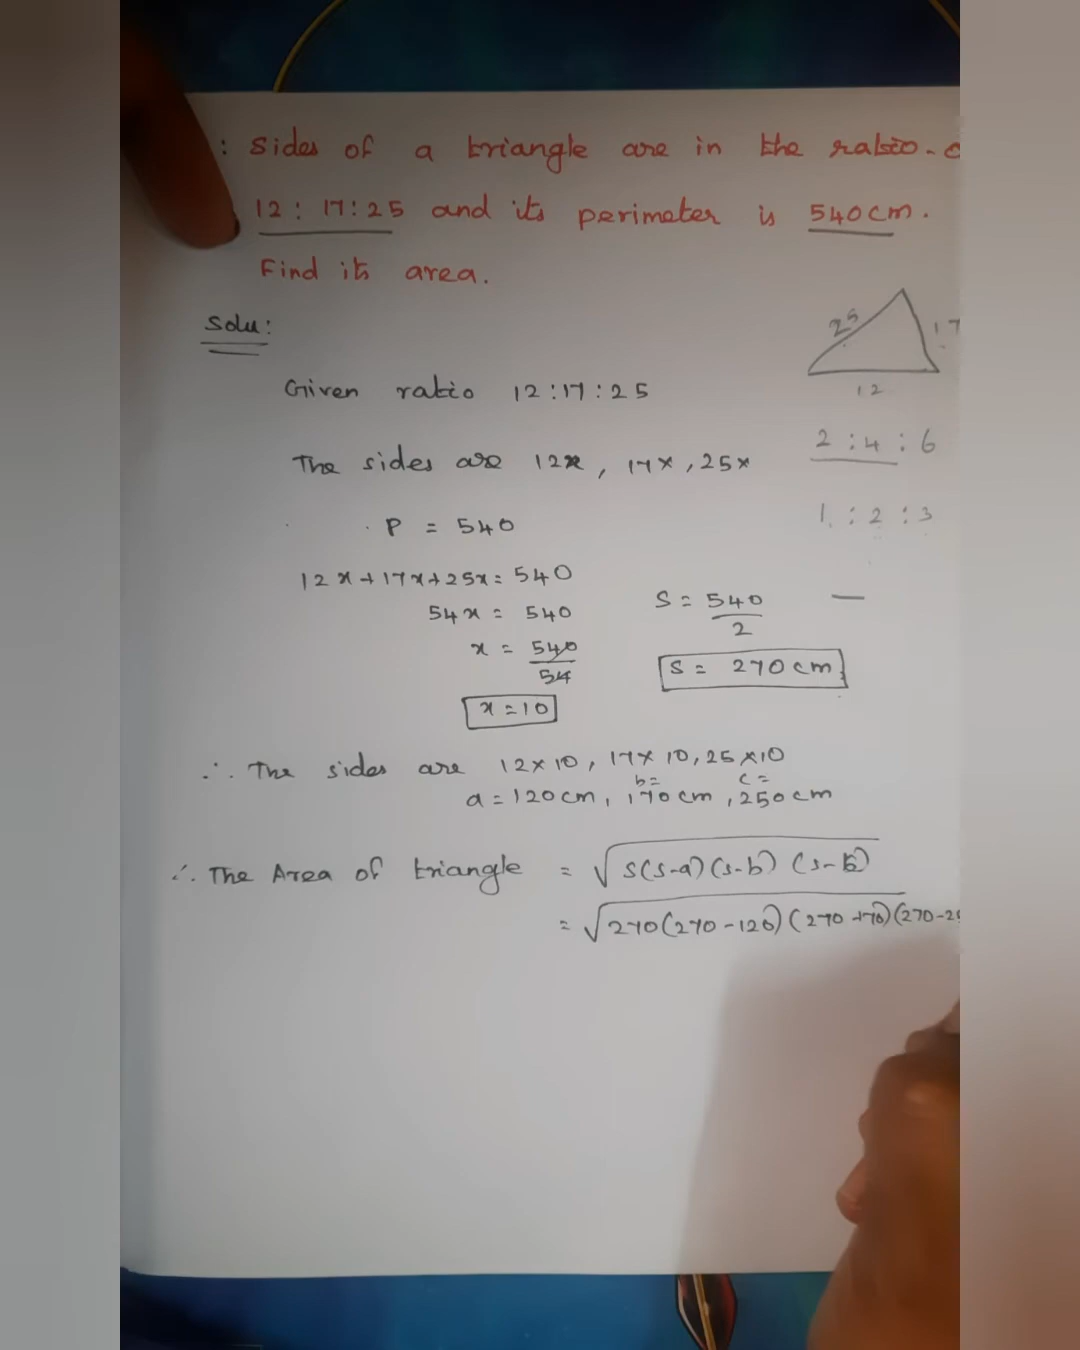 : Sides of a triangle are in the ratio.
12 : 17 : 25 and its perimeter is 540cm.
Find its area.
Solu:
25
17
12
Given ratio 12:17:25
2 : 4 : 6
The sides are 12x, 17x, 25x
1 : 2 : 3
P = 540
12x+17x+25x = 540
54x = 540
x = 540/54
x = 10
S = 540/2
S = 270 cm
∴ The sides are 12×10, 17×10, 25×10
a = 120cm, b = 170cm, c = 250cm
∴ The Area of triangle = √s(s-a)(s-b)(s-
= √270(270-120)(270 170)(270-2